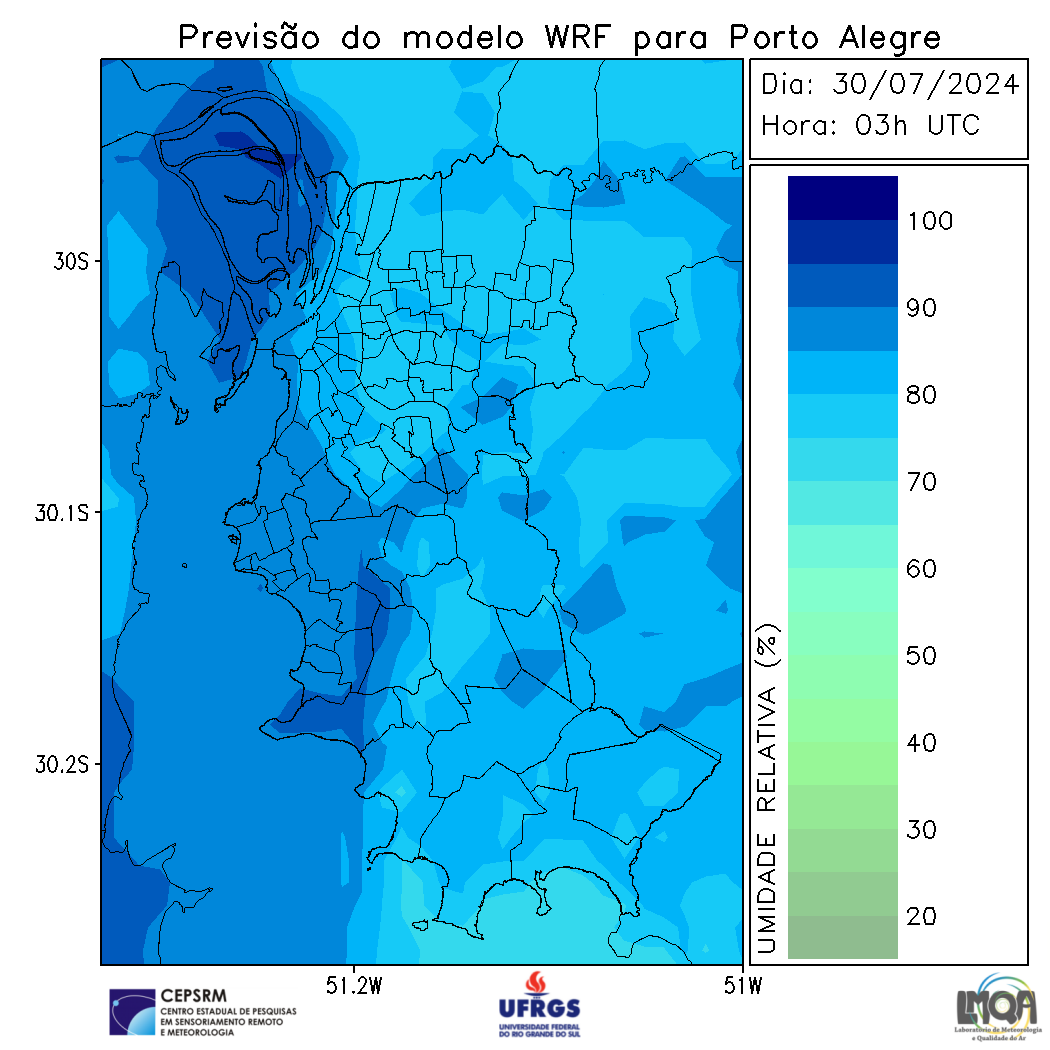 Previsão do modelo WRF para Porto Alegre
Dia: 30/07/2024
Hora: 03h UTC
30S
30.1S
30.2S
51.2W
51W
100
90
80
70
60
50
40
30
20
UMIDADE RELATIVA (%)
CEPSRM
CENTRO ESTADUAL DE PESQUISAS
EM SENSORIAMENTO REMOTO
E METEOROLOGIA
UFRGS
UNIVERSIDADE FEDERAL
DO RIO GRANDE DO SUL
LMQA
Laboratório de Meteorologia
e Qualidade do Ar